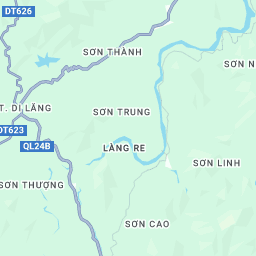 DT626
SƠN THÀNH
SƠN N
T. DI LĂNG
SƠN TRUNG
DT623
QL24B
LÀNG RE
SƠN LINH
SƠN THƯỢNG
SƠN CAO